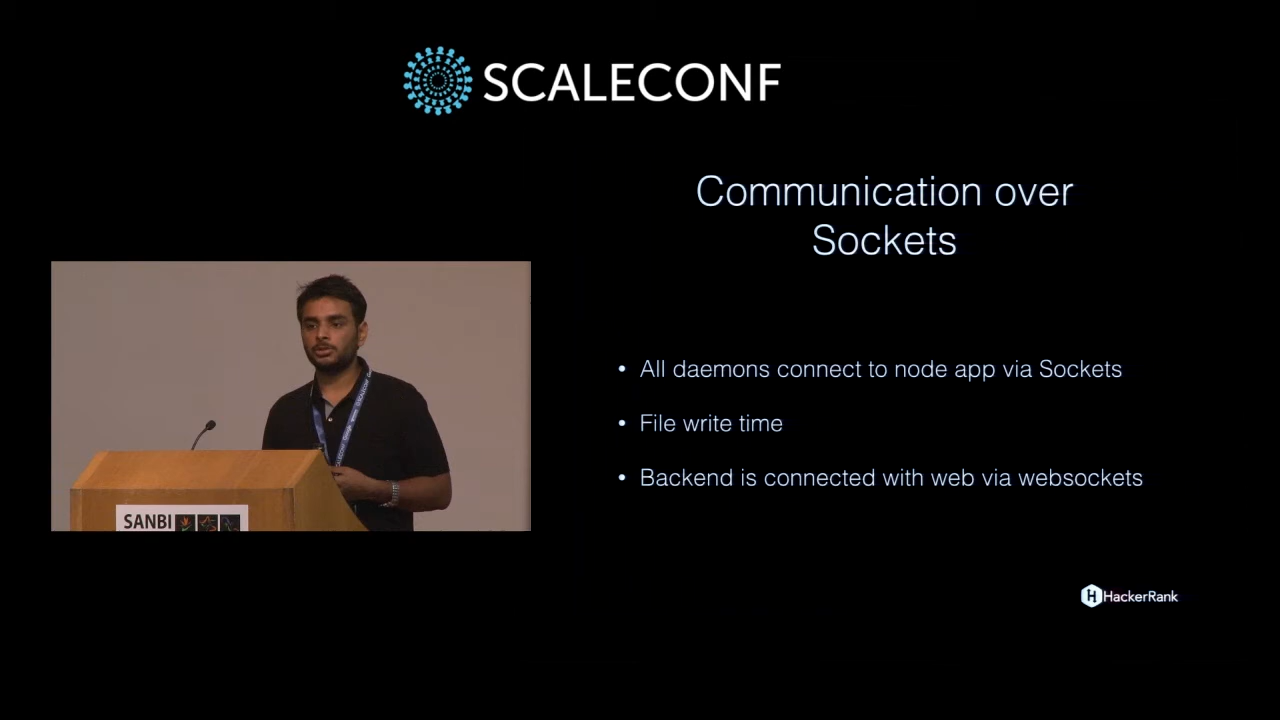 SCALECONF
Communication over
Sockets
• All daemons connect to node app via Sockets
• File write time
• Backend is connected with web via websockets
SANBI
HackerRank